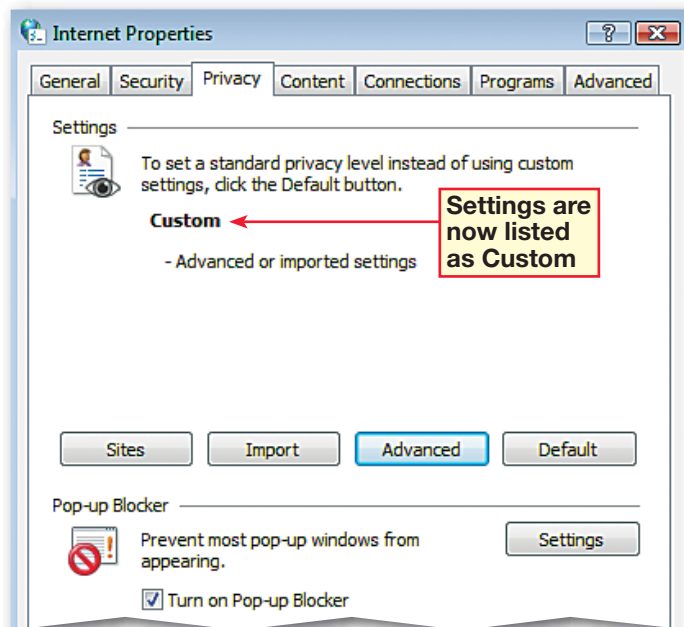 Internet Properties
?
General Security Privacy Content Connections Programs Advanced
Settings
To set a standard privacy level instead of using custom
settings, click the Default button.
Custom
Settings are
now listed
as Custom
- Advanced or imported settings
Sites Import Advanced Default
Pop-up Blocker
Prevent most pop-up windows from
appearing.
Settings
Turn on Pop-up Blocker